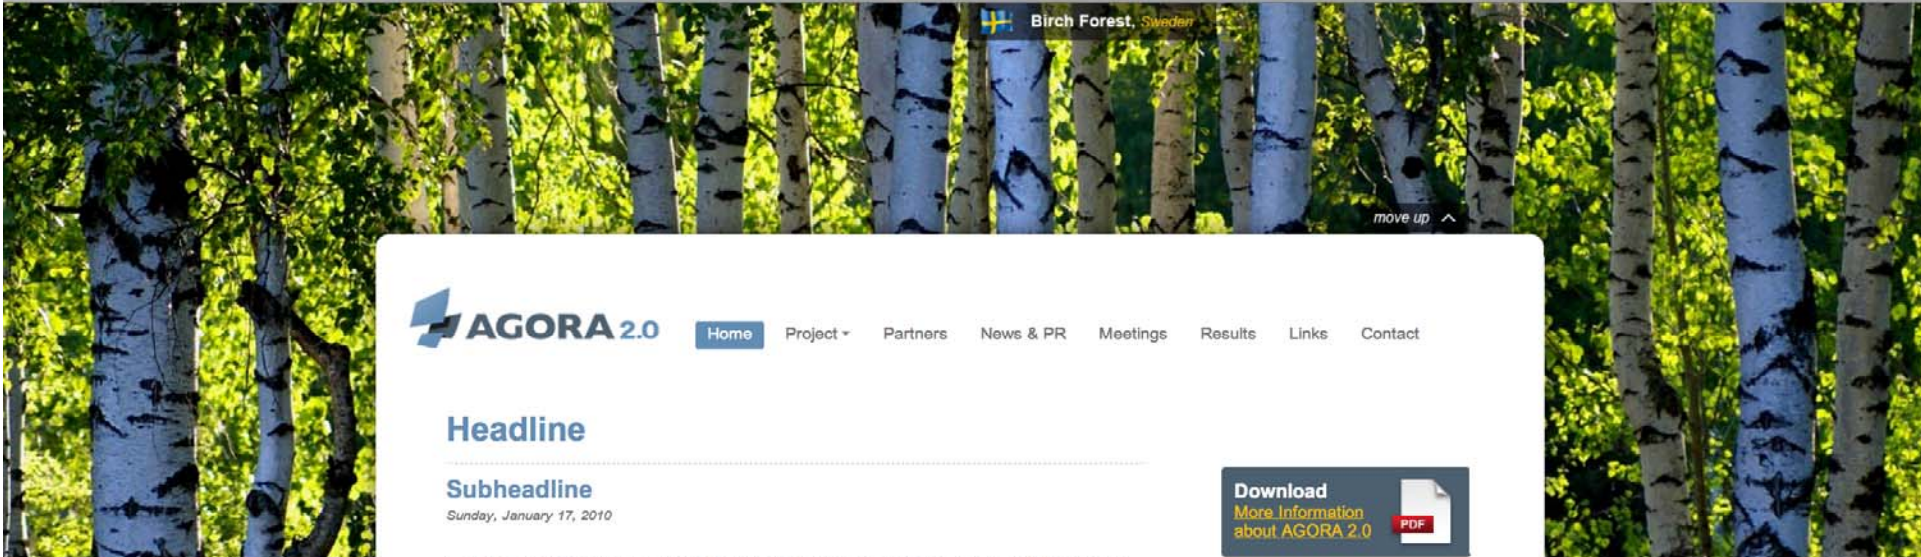 Birch Forest, Sweden
move up
AGORA 2.0
Home Project Partners News & PR Meetings Results Links Contact
Headline
Subheadline
Sunday, January 17, 2010
Download
More Information
about AGORA 2.0
PDF